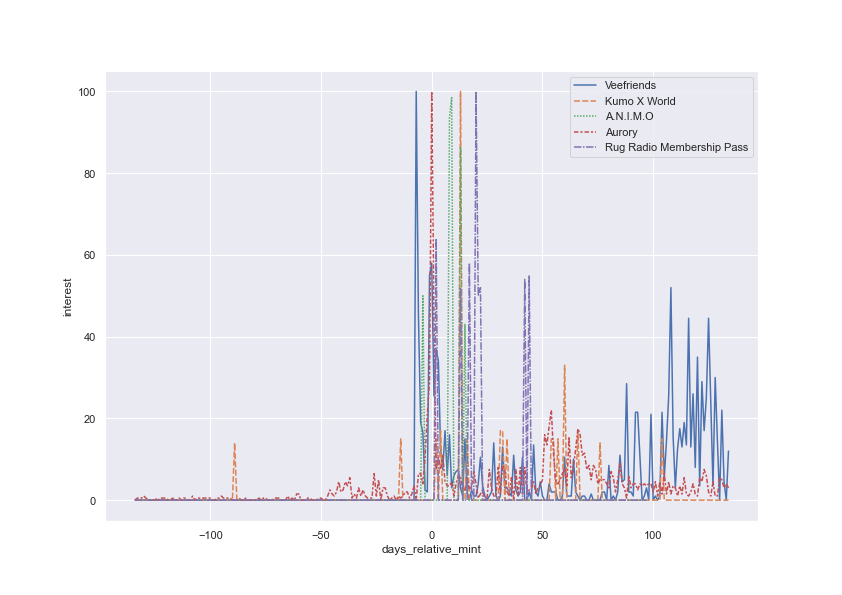 Veefriends
Kumo X World
A.N.I.M.O
Aurory
Rug Radio Membership Pass
100
80
60
40
20
0
interest
−100
−50
0
50
100
days_relative_mint